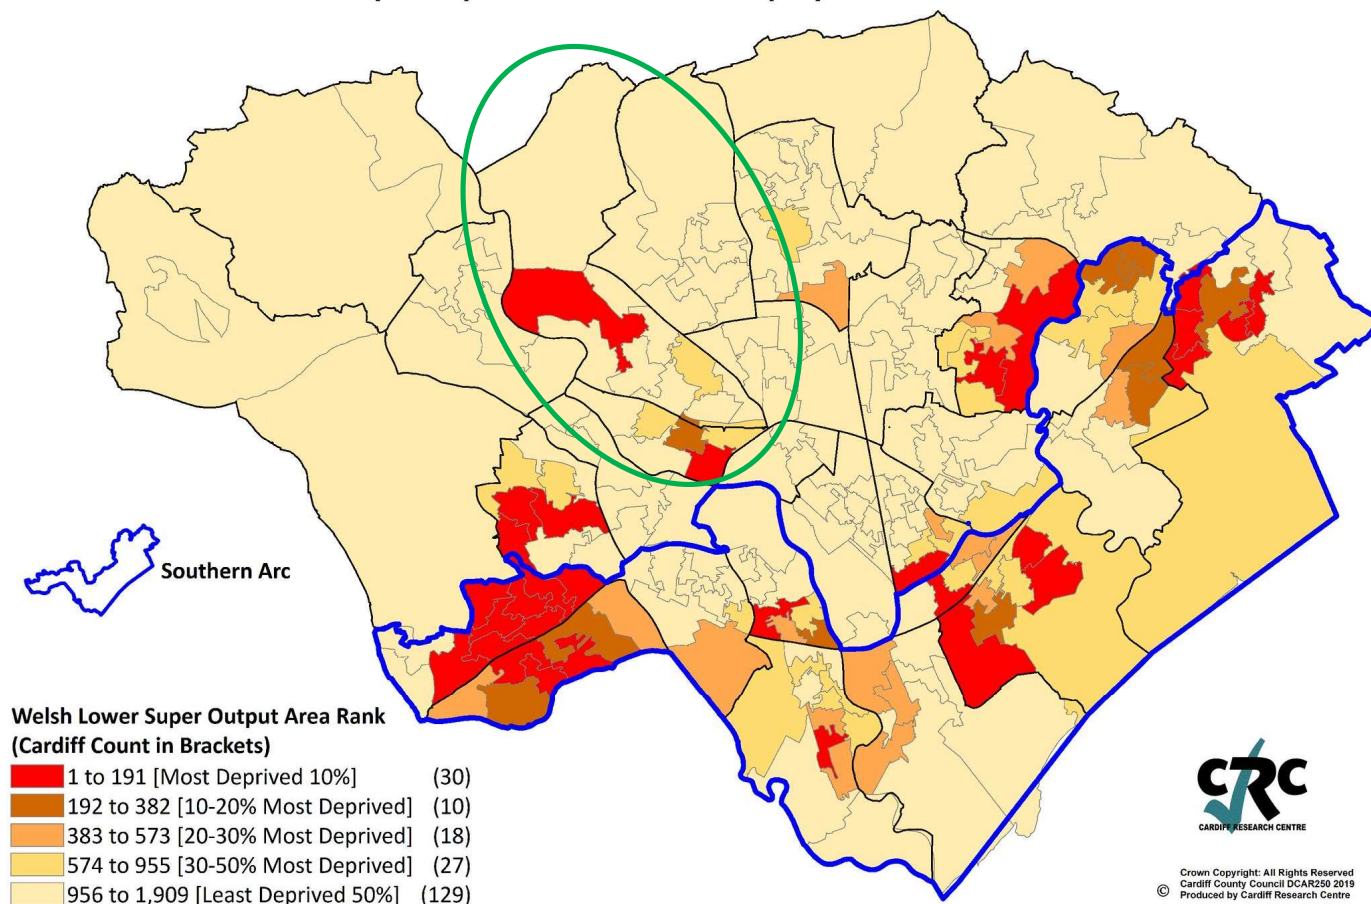 Southern Arc
Welsh Lower Super Output Area Rank
(Cardiff Count in Brackets)
1 to 191 [Most Deprived 10%] (30)
192 to 382 [10-20% Most Deprived] (10)
383 to 573 [20-30% Most Deprived] (18)
574 to 955 [30-50% Most Deprived] (27)
956 to 1,909 [Least Deprived 50%] (129)
CRC
CARDIFF RESEARCH CENTRE
Crown Copyright: All Rights Reserved
Cardiff County Council DCAR250 2019
© Produced by Cardiff Research Centre